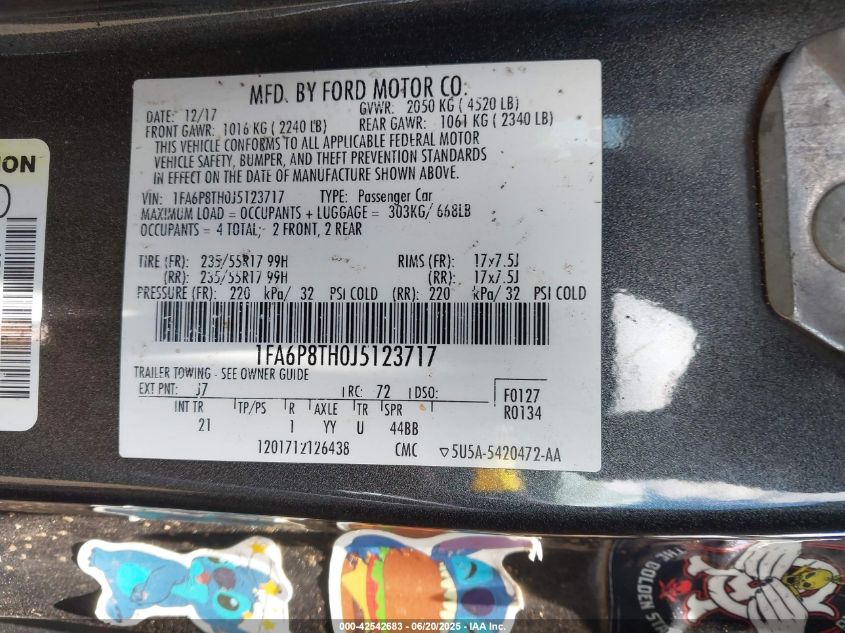 MFD. BY FORD MOTOR CO.
DATE: 12/17 GVWR: 2050 KG ( 4520 LB)
FRONT GAWR: 1016 KG ( 2240 LB) REAR GAWR: 1061 KG ( 2340 LB)
THIS VEHICLE CONFORMS TO ALL APPLICABLE FEDERAL MOTOR
VEHICLE SAFETY, BUMPER, AND THEFT PREVENTION STANDARDS
IN EFFECT ON THE DATE OF MANUFACTURE SHOWN ABOVE.
VIN: 1FA6P8TH0J5123717 TYPE: Passenger Car
MAXIMUM LOAD = OCCUPANTS + LUGGAGE = 303KG/ 668LB
OCCUPANTS = 4 TOTAL; 2 FRONT, 2 REAR
TIRE (FR): 235/55R17 99H RIMS (FR): 17x7.5J
(RR): 235/55R17 99H (RR): 17x7.5J
PRESSURE (FR): 220 kPa/ 32 PSI COLD (RR): 220 kPa/ 32 PSI COLD
1FA6P8TH0J5123717
TRAILER TOWING - SEE OWNER GUIDE
EXT PNT: J7 RC: 72 DSO: F0127
R0134
INT TR TP/PS R AXLE TR SPR
21 1 YY U 44BB
1201712126438 CMC 5U5A-5420472-AA
ION
THE GOLDEN
000-42542683 - 06/20/2025 - IAA Inc.